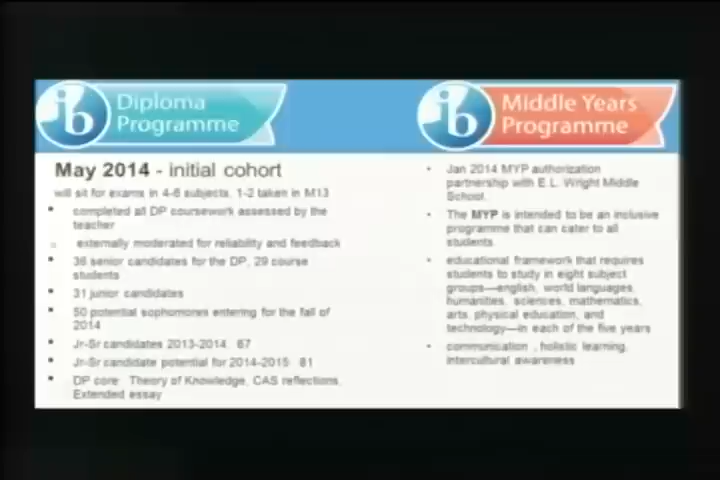 ib Diploma
Programme
May 2014 - initial cohort
will sit for exams in 4-6 subjects, 1-2 taken in M13
• completed all DP coursework assessed by the
teacher
o externally moderated for reliability and feedback
• 36 senior candidates for the DP, 29 course
students
• 31 junior candidates
• 50 potential sophomores entering for the fall of
2014
• Jr-Sr candidates 2013-2014 67
• Jr-Sr candidate potential for 2014-2015 81
• DP core Theory of Knowledge, CAS reflections,
Extended essay
ib Middle Years
Programme
• Jan 2014 MYP authorization
partnership with E.L. Wright Middle
School.
• The MYP is intended to be an inclusive
programme that can cater to all
students.
• educational framework that requires
students to study in eight subject
groups—english, world languages,
humanities, sciences, mathematics,
arts, physical education, and
technology—in each of the five years
• communication , holistic learning,
intercultural awareness